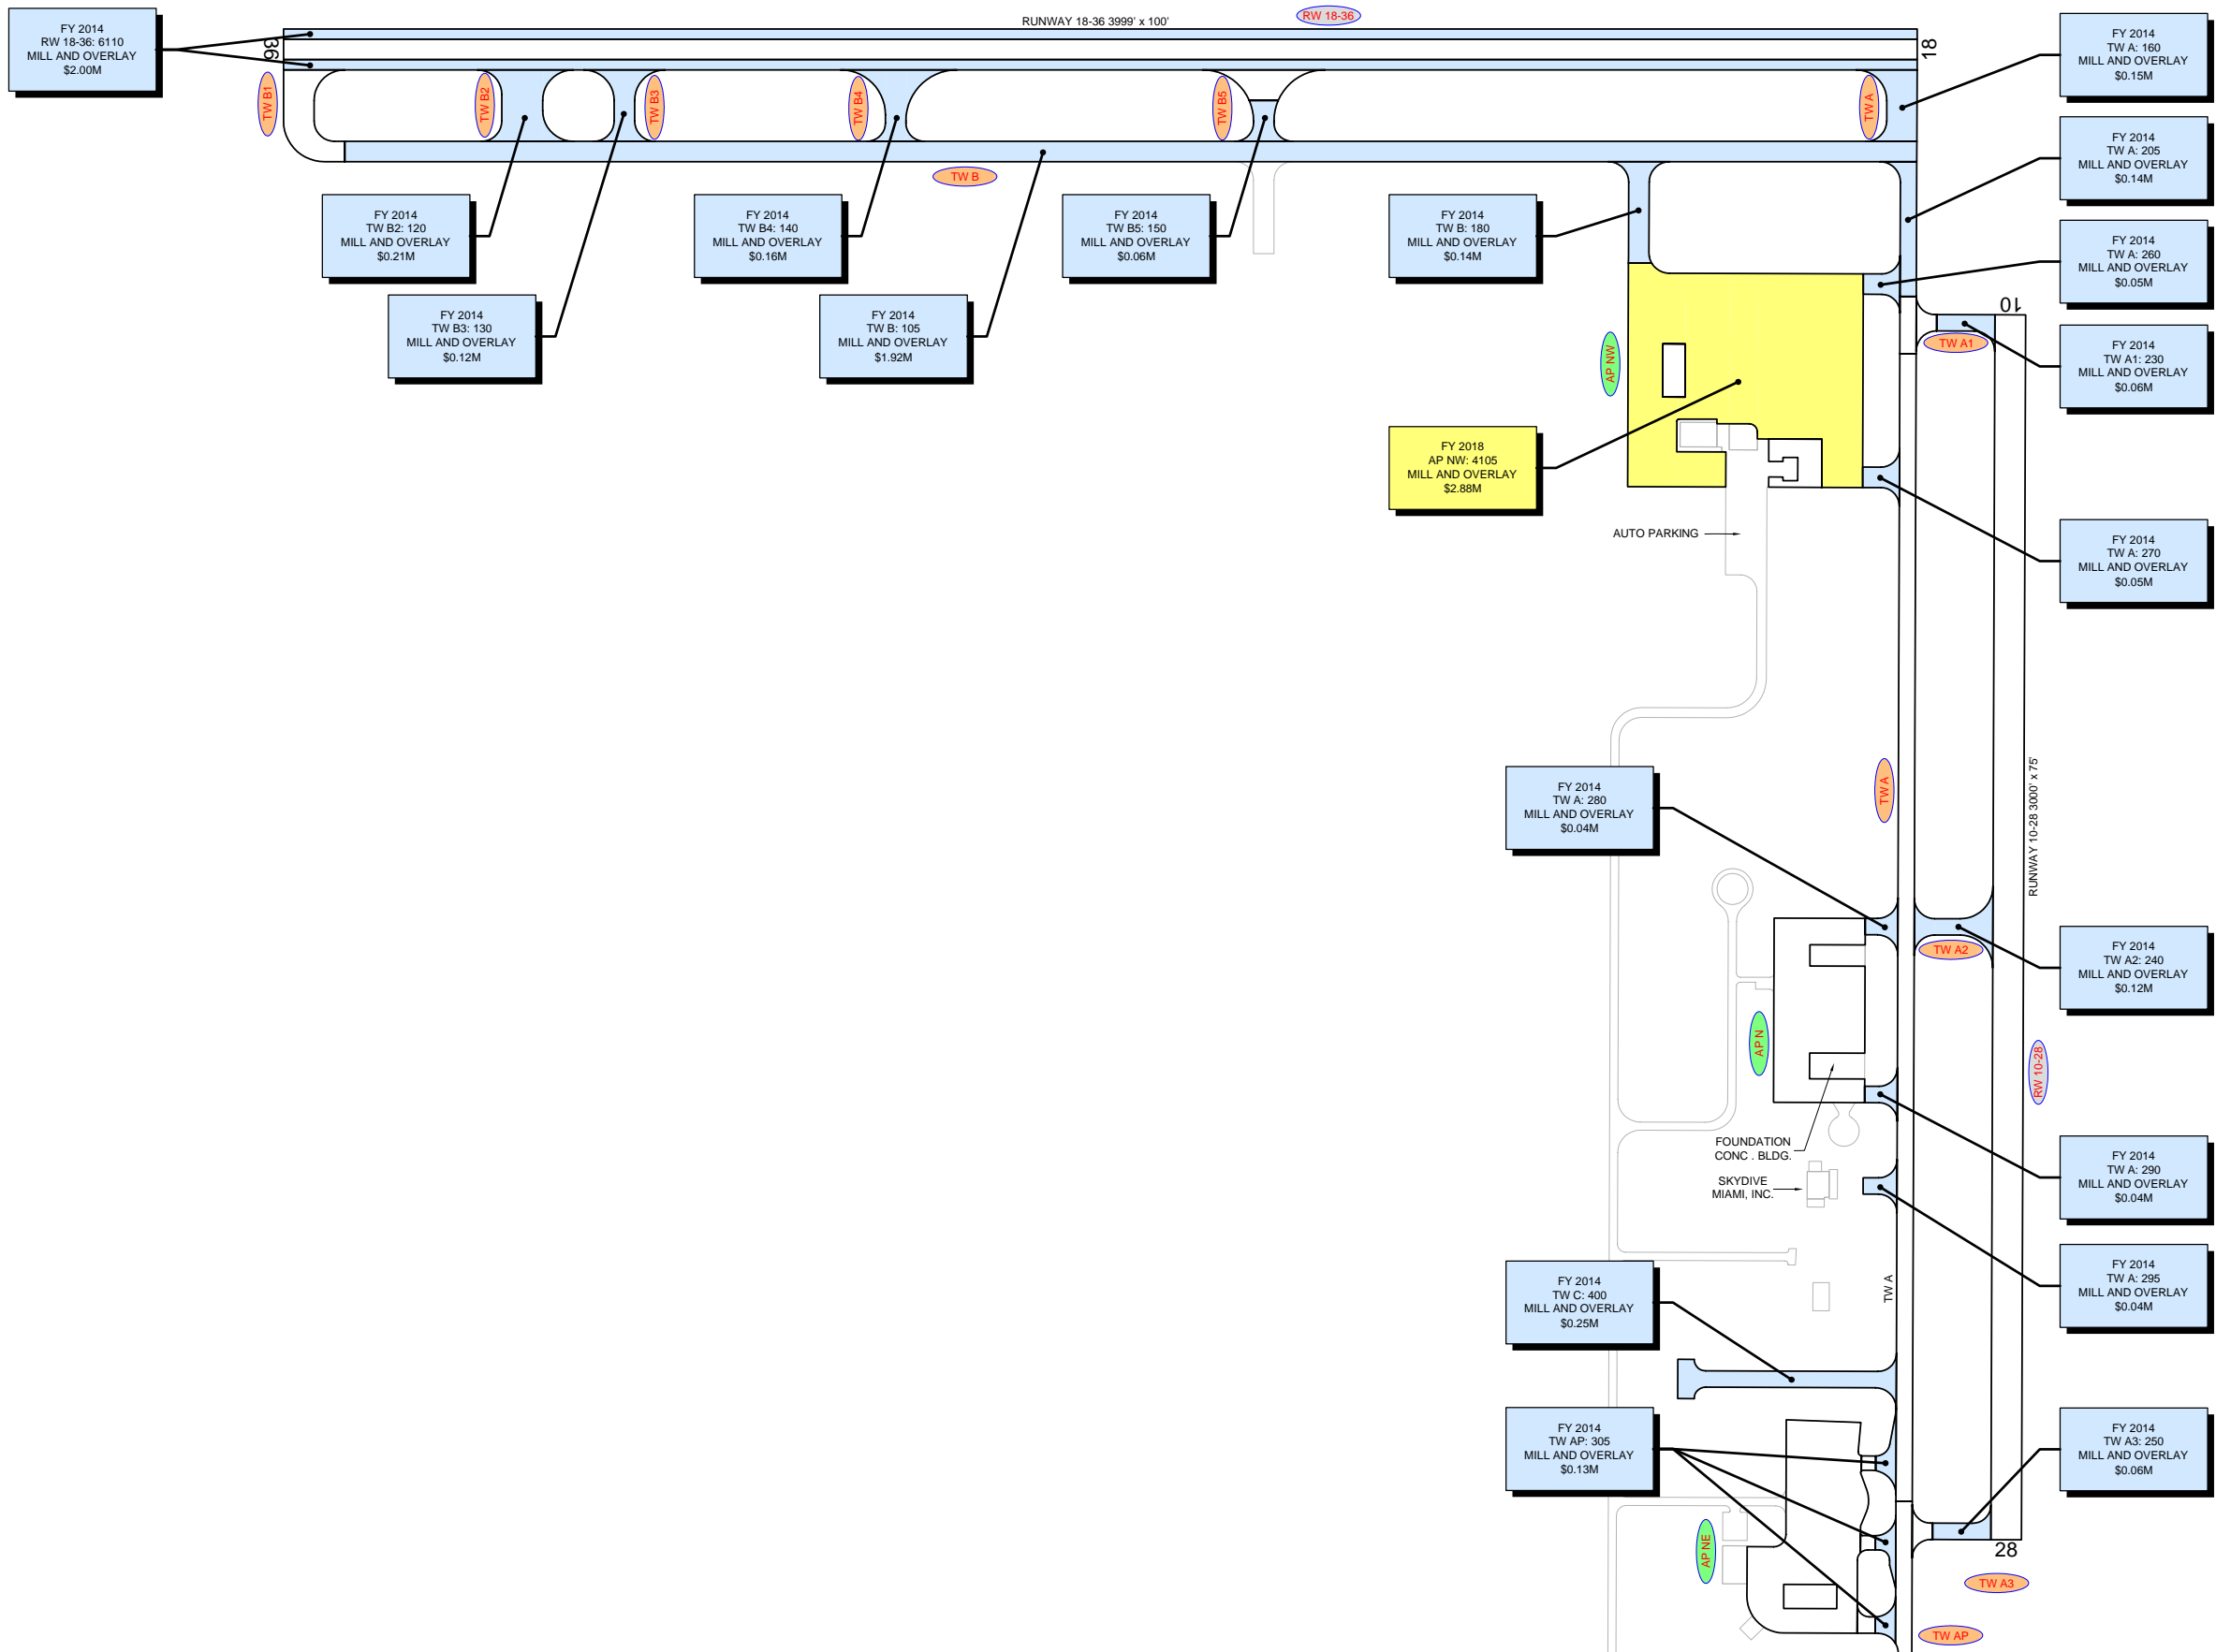 FY 2014
RW 18-36: 6110
MILL AND OVERLAY
$2.00M
RUNWAY 18-36 3999' x 100'
RW 18-36
36
18
TW B1
TW B2
TW B3
TW B4
TW B5
TW A
TW B
FY 2014
TW A: 160
MILL AND OVERLAY
$0.15M
FY 2014
TW A: 205
MILL AND OVERLAY
$0.14M
FY 2014
TW B2: 120
MILL AND OVERLAY
$0.21M
FY 2014
TW B4: 140
MILL AND OVERLAY
$0.16M
FY 2014
TW B5: 150
MILL AND OVERLAY
$0.06M
FY 2014
TW B: 180
MILL AND OVERLAY
$0.14M
FY 2014
TW A: 260
MILL AND OVERLAY
$0.05M
FY 2014
TW B3: 130
MILL AND OVERLAY
$0.12M
FY 2014
TW B: 105
MILL AND OVERLAY
$1.92M
10
TW A1
FY 2014
TW A1: 230
MILL AND OVERLAY
$0.06M
AP NW
FY 2018
AP NW: 4105
MILL AND OVERLAY
$2.88M
AUTO PARKING
FY 2014
TW A: 270
MILL AND OVERLAY
$0.05M
FY 2014
TW A: 280
MILL AND OVERLAY
$0.04M
TW A
RUNWAY 10-28 3000' x 75'
TW A2
FY 2014
TW A2: 240
MILL AND OVERLAY
$0.12M
AP N
RW 10-28
FOUNDATION
CONC . BLDG.
SKYDIVE
MIAMI, INC.
FY 2014
TW A: 290
MILL AND OVERLAY
$0.04M
FY 2014
TW A: 295
MILL AND OVERLAY
$0.04M
TW A
FY 2014
TW C: 400
MILL AND OVERLAY
$0.25M
FY 2014
TW AP: 305
MILL AND OVERLAY
$0.13M
FY 2014
TW A3: 250
MILL AND OVERLAY
$0.06M
AP NE
28
TW A3
TW AP